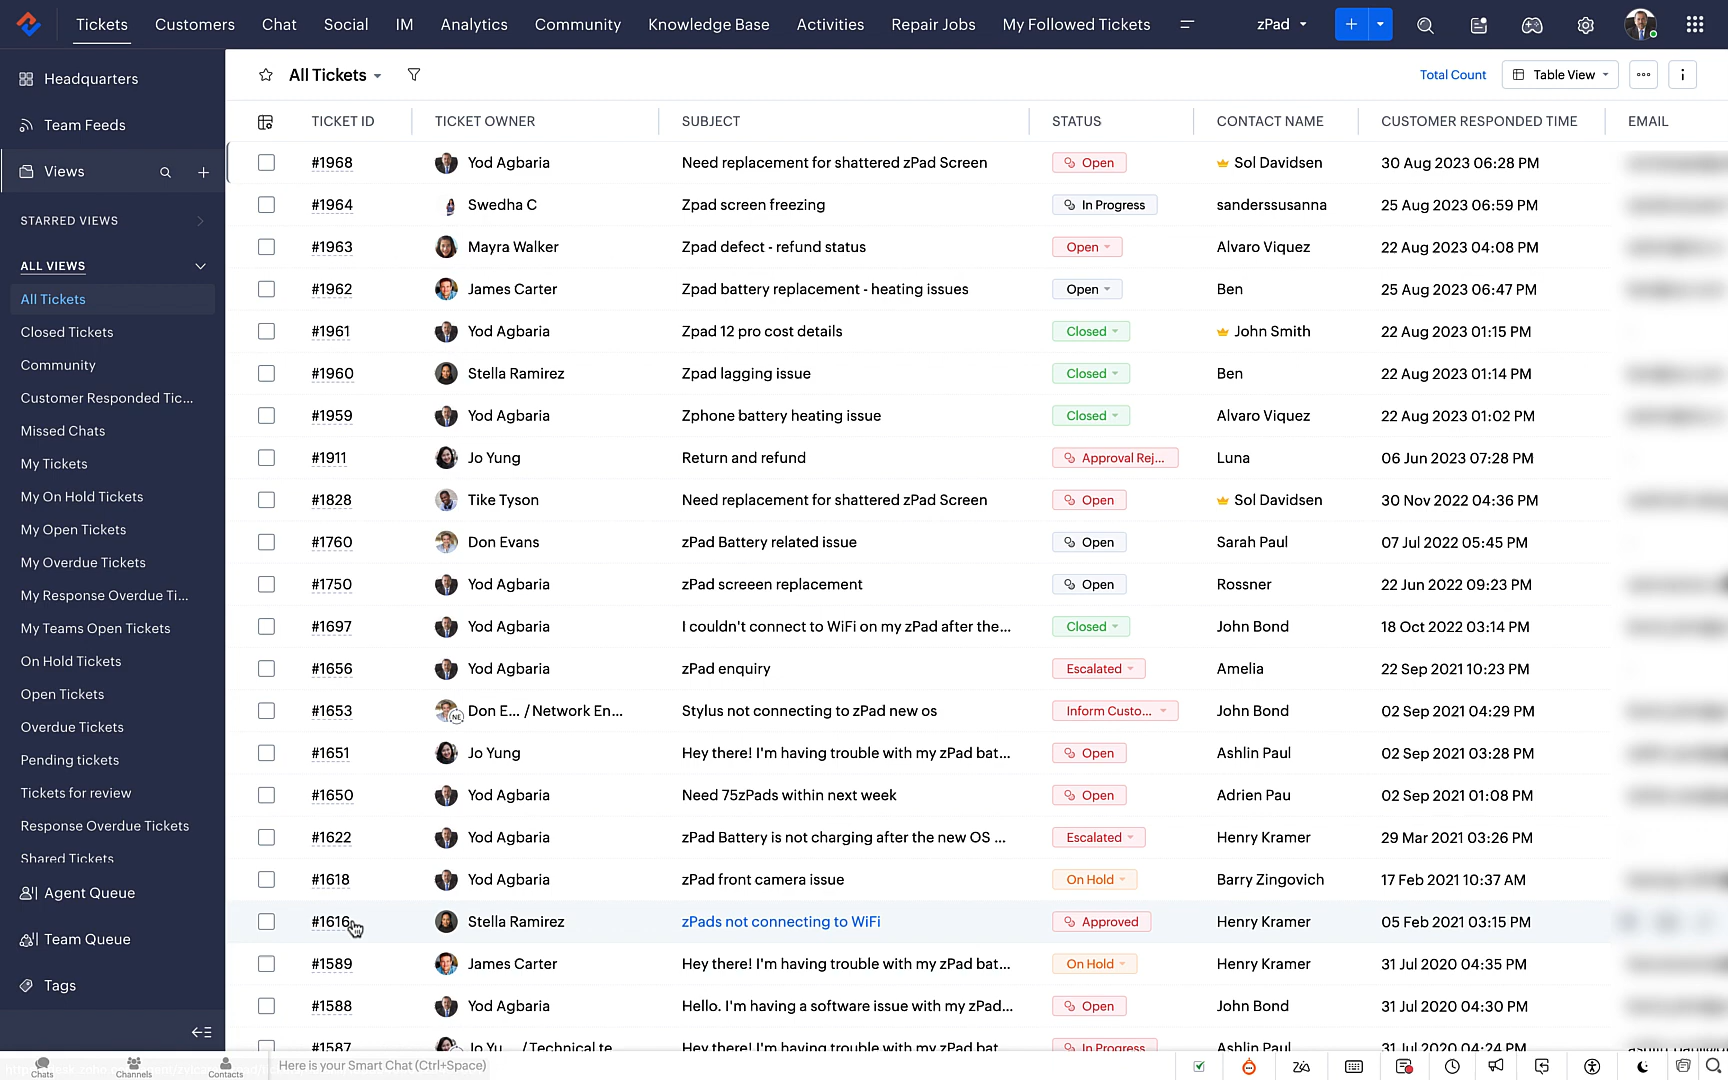 Tickets Customers Chat Social IM Analytics Community Knowledge Base Activities Repair Jobs My Followed Tickets zPad
Headquarters
Team Feeds
Views
STARRED VIEWS
ALL VIEWS
All Tickets
Closed Tickets
Community
Customer Responded Tic...
Missed Chats
My Tickets
My On Hold Tickets
My Open Tickets
My Overdue Tickets
My Response Overdue Ti...
My Teams Open Tickets
On Hold Tickets
Open Tickets
Overdue Tickets
Pending tickets
Tickets for review
Response Overdue Tickets
Shared Tickets
Agent Queue
Team Queue
Tags
All Tickets Total Count Table View
TICKET ID TICKET OWNER SUBJECT STATUS CONTACT NAME CUSTOMER RESPONDED TIME EMAIL
#1968 Yod Agbaria Need replacement for shattered zPad Screen Open Sol Davidsen 30 Aug 2023 06:28 PM
#1964 Swedha C Zpad screen freezing In Progress sanderssusanna 25 Aug 2023 06:59 PM
#1963 Mayra Walker Zpad defect - refund status Open Alvaro Viquez 22 Aug 2023 04:08 PM
#1962 James Carter Zpad battery replacement - heating issues Open Ben 25 Aug 2023 06:47 PM
#1961 Yod Agbaria Zpad 12 pro cost details Closed John Smith 22 Aug 2023 01:15 PM
#1960 Stella Ramirez Zpad lagging issue Closed Ben 22 Aug 2023 01:14 PM
#1959 Yod Agbaria Zphone battery heating issue Closed Alvaro Viquez 22 Aug 2023 01:02 PM
#1911 Jo Yung Return and refund Approval Rej... Luna 06 Jun 2023 07:28 PM
#1828 Tike Tyson Need replacement for shattered zPad Screen Open Sol Davidsen 30 Nov 2022 04:36 PM
#1760 Don Evans zPad Battery related issue Open Sarah Paul 07 Jul 2022 05:45 PM
#1750 Yod Agbaria zPad screeen replacement Open Rossner 22 Jun 2022 09:23 PM
#1697 Yod Agbaria I couldn't connect to WiFi on my zPad after the... Closed John Bond 18 Oct 2022 03:14 PM
#1656 Yod Agbaria zPad enquiry Escalated Amelia 22 Sep 2021 10:23 PM
#1653 NE Don E... / Network En... Stylus not connecting to zPad new os Inform Custo... John Bond 02 Sep 2021 04:29 PM
#1651 Jo Yung Hey there! I'm having trouble with my zPad bat... Open Ashlin Paul 02 Sep 2021 03:28 PM
#1650 Yod Agbaria Need 75zPads within next week Open Adrien Pau 02 Sep 2021 01:08 PM
#1622 Yod Agbaria zPad Battery is not charging after the new OS ... Escalated Henry Kramer 29 Mar 2021 03:26 PM
#1618 Yod Agbaria zPad front camera issue On Hold Barry Zingovich 17 Feb 2021 10:37 AM
#1616 Stella Ramirez zPads not connecting to WiFi Approved Henry Kramer 05 Feb 2021 03:15 PM
#1589 James Carter Hey there! I'm having trouble with my zPad bat... On Hold Henry Kramer 31 Jul 2020 04:35 PM
#1588 Yod Agbaria Hello. I'm having a software issue with my zPad... Open John Bond 31 Jul 2020 04:30 PM
#1587 Jo Yu... / Technical te... Hey there! I'm having trouble with my zPad bat... In Progress Ashlin Paul 31 Jul 2020 04:24 PM
Chats Channels Contacts Here is your Smart Chat (Ctrl+Space)